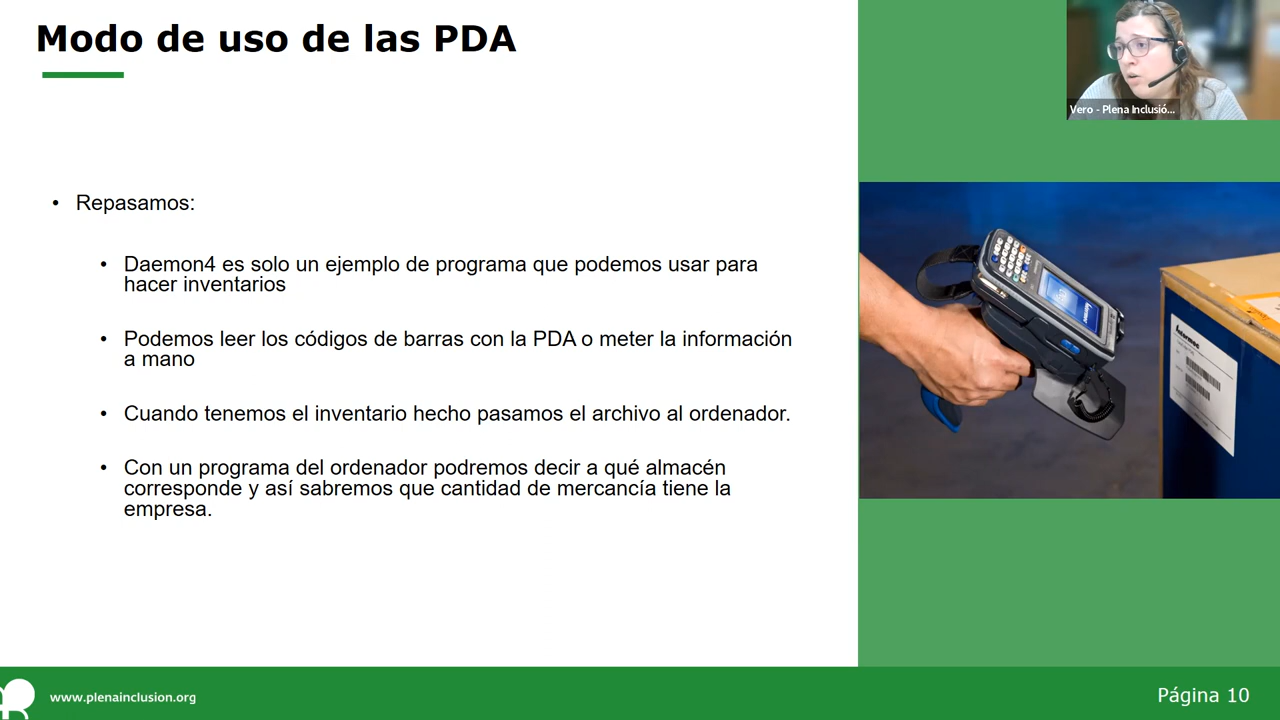 Modo de uso de las PDA
Vero - Plena Inclusió...
• Repasamos:
• Daemon4 es solo un ejemplo de programa que podemos usar para
hacer inventarios
• Podemos leer los códigos de barras con la PDA o meter la información
a mano
• Cuando tenemos el inventario hecho pasamos el archivo al ordenador.
• Con un programa del ordenador podremos decir a qué almacén
corresponde y así sabremos que cantidad de mercancía tiene la
empresa.
Intermec
www.plenainclusion.org
Página 10